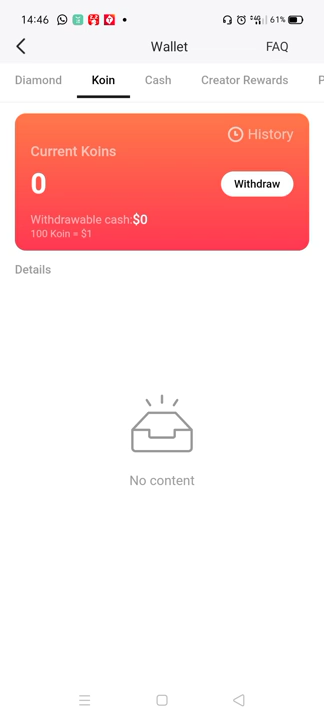 14:46
61%
Wallet
FAQ
Diamond
Koin
Cash
Creator Rewards
P
History
Current Koins
0
Withdraw
Withdrawable cash:$0
100 Koin = $1
Details
No content